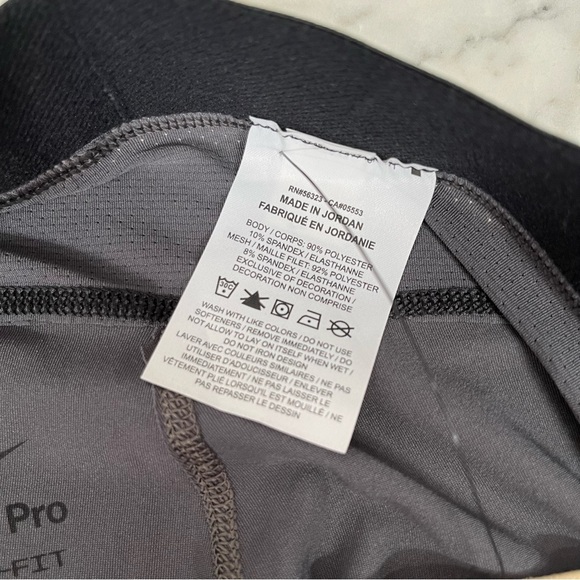 RN#56323 - CA#05553
MADE IN JORDAN
FABRIQUÉ EN JORDANIE
BODY / CORPS: 90% POLYESTER
10% SPANDEX / ELASTHANNE
MESH / MAILLE FILET: 92% POLYESTER
8% SPANDEX / ELASTHANNE
EXCLUSIVE OF DECORATION /
DECORATION NON COMPRISE
30C
WASH WITH LIKE COLORS / DO NOT USE
SOFTENERS / REMOVE IMMEDIATELY / DO
NOT ALLOW TO LAY ON ITSELF WHEN WET /
DO NOT IRON DESIGN
LAVER AVEC COULEURS SIMILAIRES / NE PAS
UTILISER D'ADOUCISSEUR / ENLEVER
IMMÉDIATEMENT / NE PAS LAISSER LE
VÊTEMENT PLIÉ LORSQU'IL EST MOUILLÉ / NE
PAS REPASSER LE DESSIN
Pro
-FIT